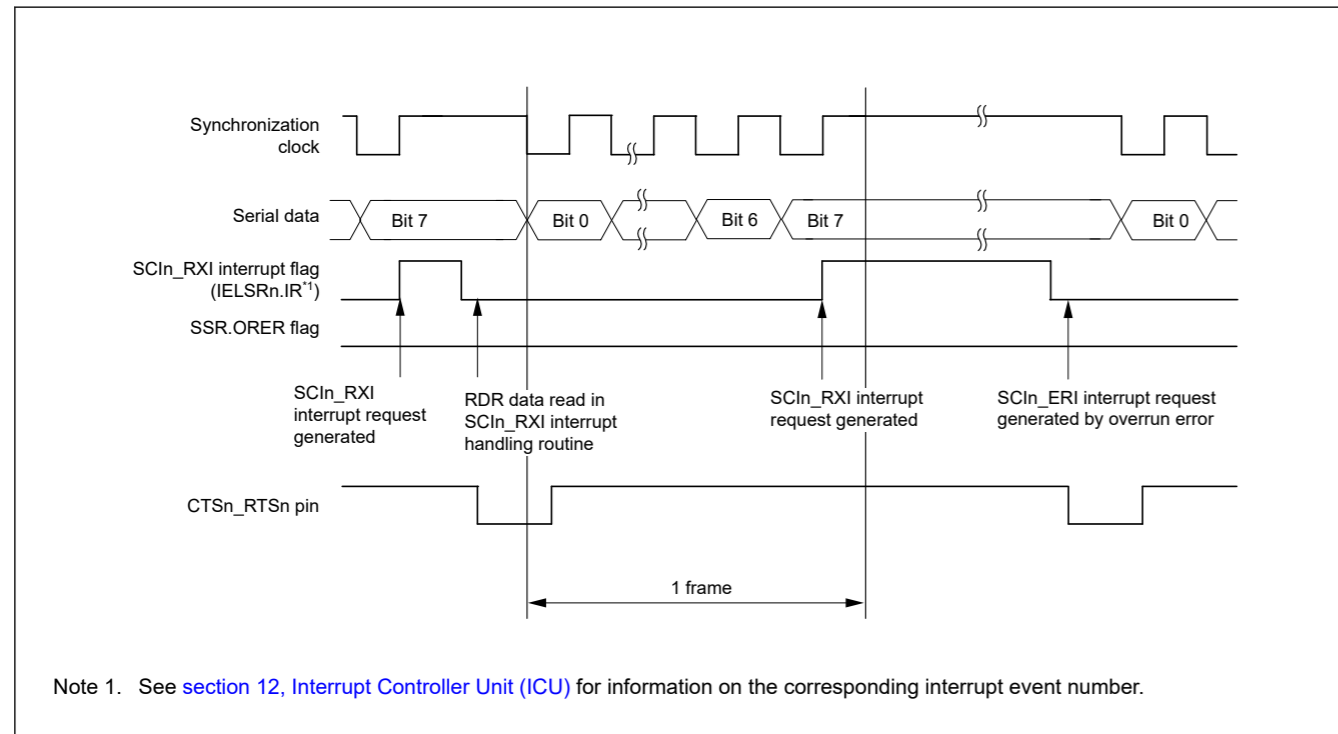 Synchronization
clock
Serial data
Bit 7
Bit 0
Bit 6
Bit 7
Bit 0
SCIn_RXI interrupt flag
(IELSRn.IR*1)
SSR.ORER flag
SCIn_RXI
interrupt request
generated
RDR data read in
SCIn_RXI interrupt
handling routine
SCIn_RXI interrupt
request generated
SCIn_ERI interrupt request
generated by overrun error
CTSn_RTSn pin
1 frame
Note 1. See section 12, Interrupt Controller Unit (ICU) for information on the corresponding interrupt event number.